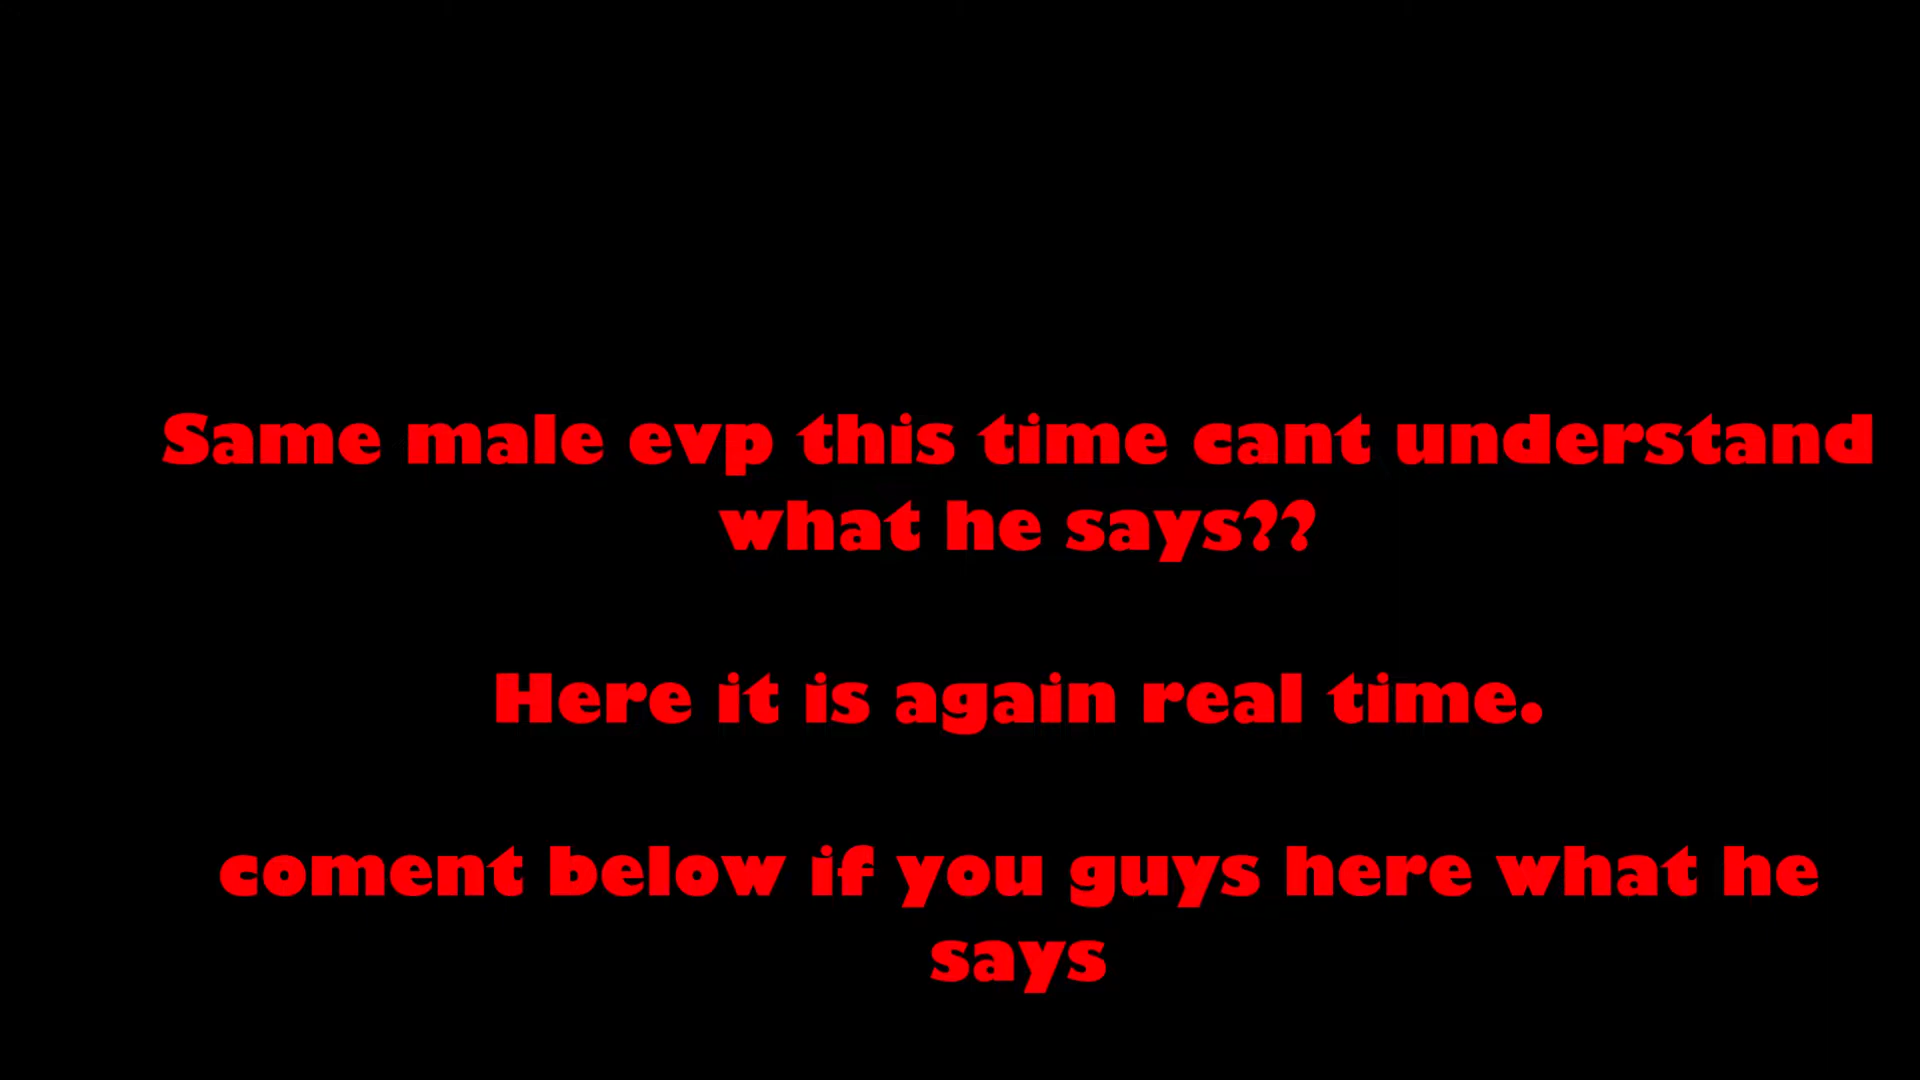 Same male evp this time cant understand
what he says??
Here it is again real time.
coment below if you guys here what he
says